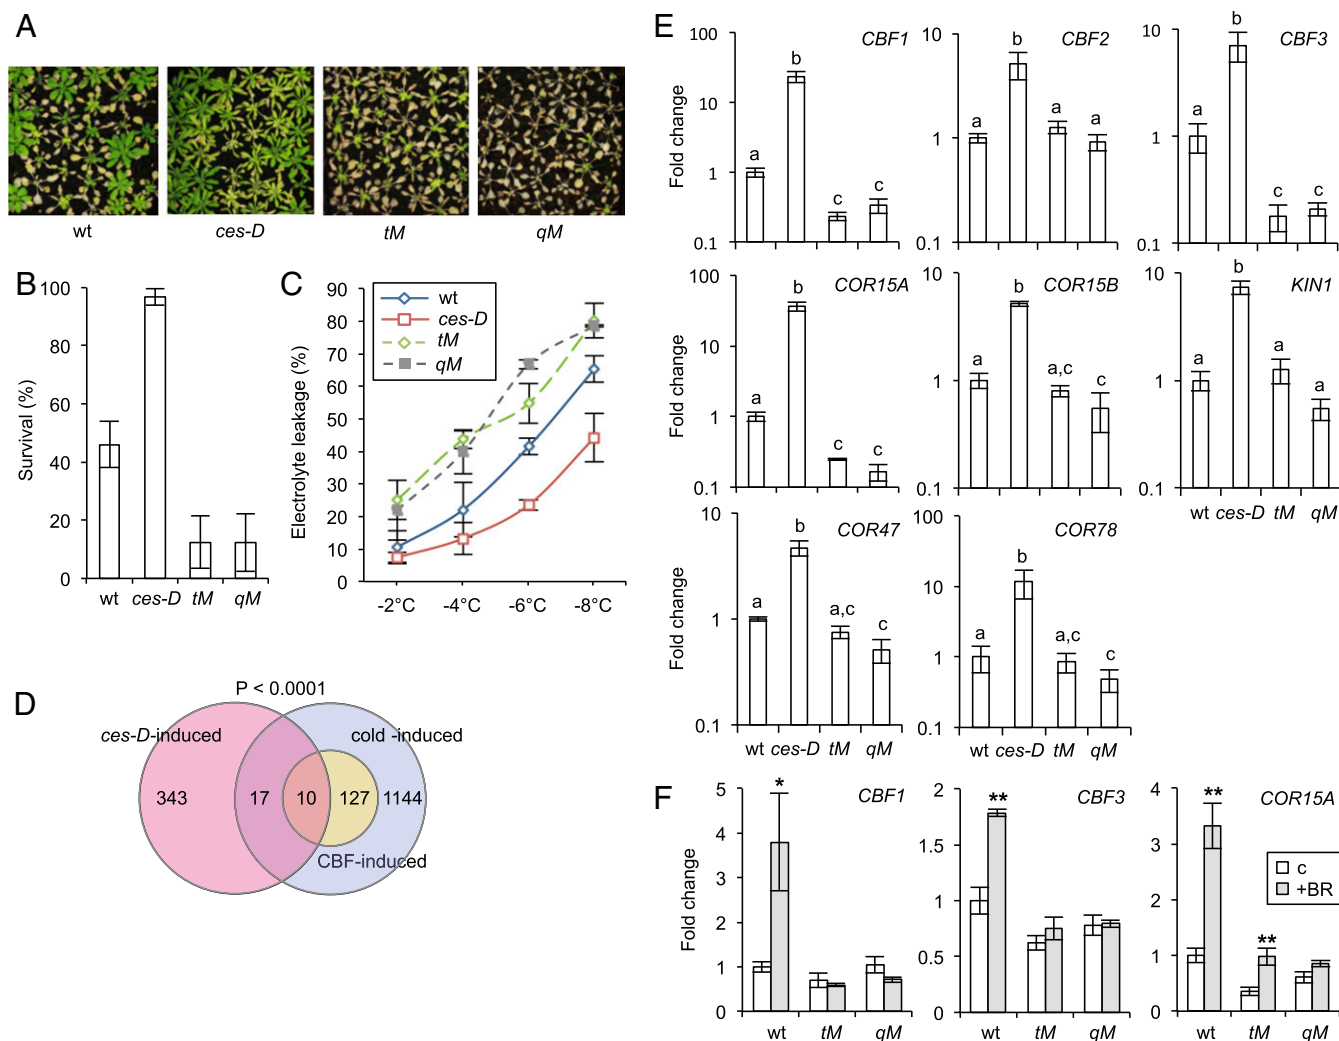 A
wt
ces-D
tM
qM
B
Survival (%)
100
80
60
40
20
0
wt
ces-D
tM
qM
C
Electrolyte leakage (%)
90
80
70
60
50
40
30
20
10
0
wt
ces-D
tM
qM
-2°C
-4°C
-6°C
-8°C
D
P < 0.0001
ces-D-induced
cold -induced
343
17
10
127
1144
CBF-induced
E
Fold change
100
10
1
0.1
CBF1
a
b
c
c
10
1
0.1
CBF2
a
b
a
a
10
1
0.1
CBF3
a
b
c
c
Fold change
100
10
1
0.1
COR15A
a
b
c
c
10
1
0.1
COR15B
a
b
a,c
c
10
1
0.1
KIN1
a
b
a
a
wt ces-D tM qM
Fold change
10
1
0.1
COR47
a
b
a,c
c
wt ces-D tM qM
100
10
1
0.1
COR78
a
b
a,c
c
wt ces-D tM qM
F
Fold change
5
4
3
2
1
0
CBF1
*
wt
tM
qM
2
1.5
1
0.5
0
CBF3
**
wt
tM
qM
4
3
2
1
0
COR15A
**
**
c
+BR
wt
tM
qM